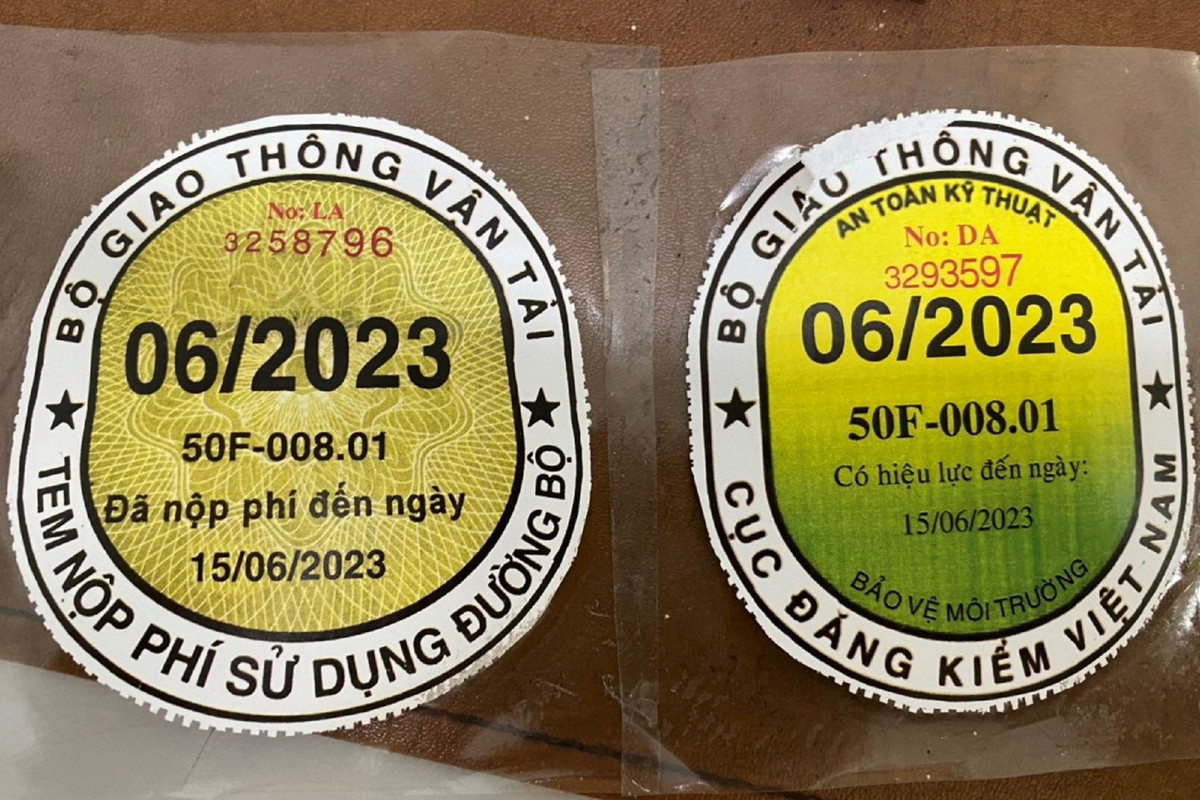 BỘ GIAO THÔNG VẬN TẢI
No: LA
3258796
06/2023
50F-008.01
Đã nộp phí đến ngày
15/06/2023
★ TEM NỘP PHÍ SỬ DỤNG ĐƯỜNG BỘ ★
BỘ GIAO THÔNG VẬN TẢI
AN TOÀN KỸ THUẬT
No: DA
3293597
06/2023
50F-008.01
Có hiệu lực đến ngày:
15/06/2023
BẢO VỆ MÔI TRƯỜNG
★ CỤC ĐĂNG KIỂM VIỆT NAM ★